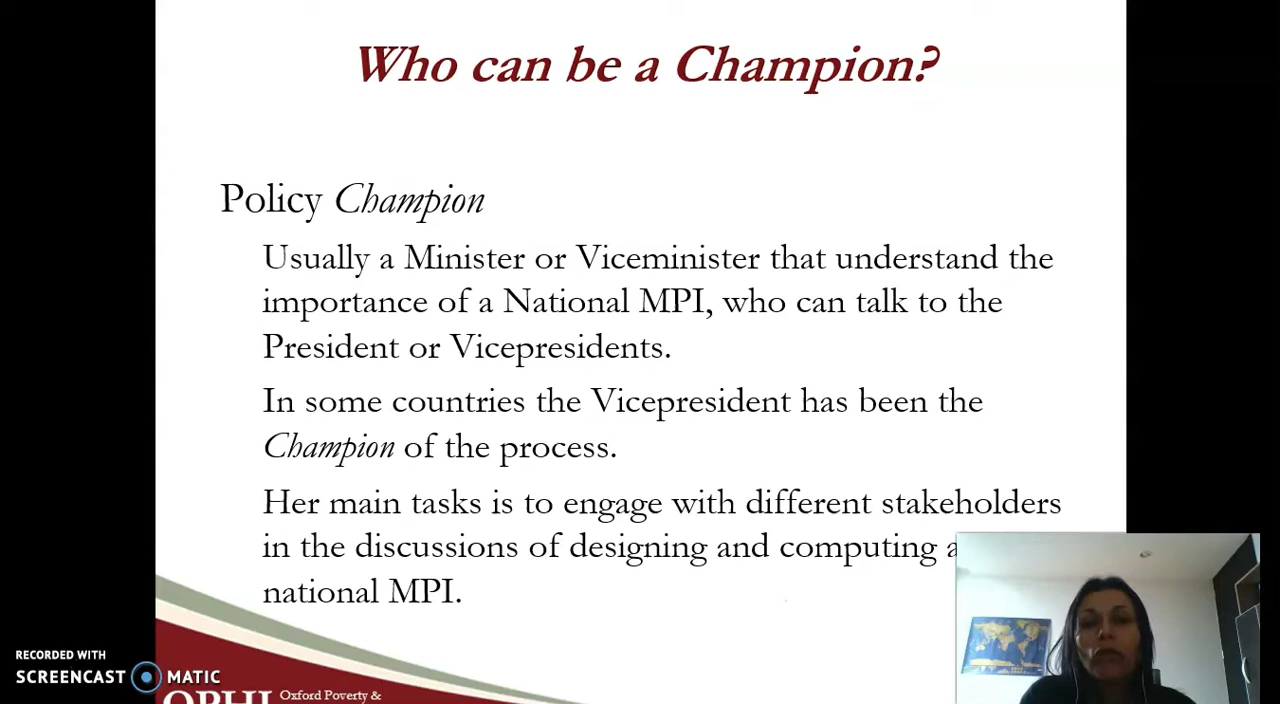 Who can be a Champion?
Policy Champion
Usually a Minister or Viceminister that understand the
importance of a National MPI, who can talk to the
President or Vicepresidents.
In some countries the Vicepresident has been the
Champion of the process.
Her main tasks is to engage with different stakeholders
in the discussions of designing and computing a
national MPI.
RECORDED WITH
SCREENCAST MATIC
OPHI Oxford Poverty &